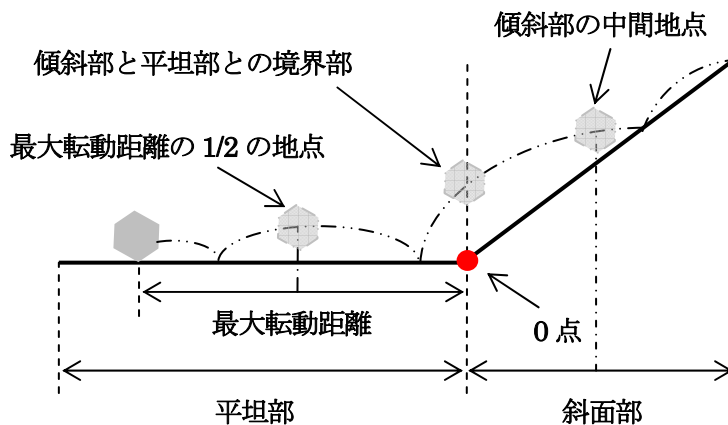 傾斜部の中間地点
傾斜部と平坦部との境界部
最大転動距離の 1/2 の地点
最大転動距離
0 点
平坦部
斜面部